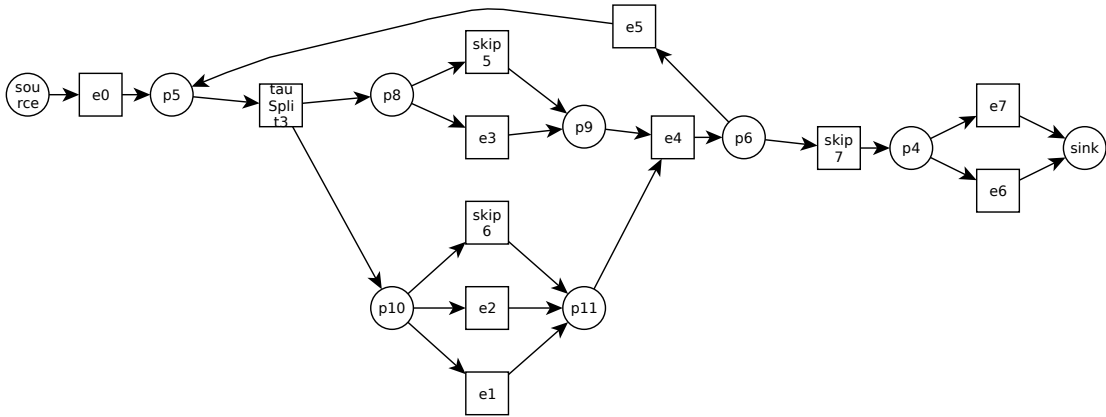 sou
rce
e0
p5
tau
Spli
t3
p8
skip
5
e3
p9
e5
e4
p6
skip
7
p4
e7
e6
sink
p10
skip
6
e2
e1
p11